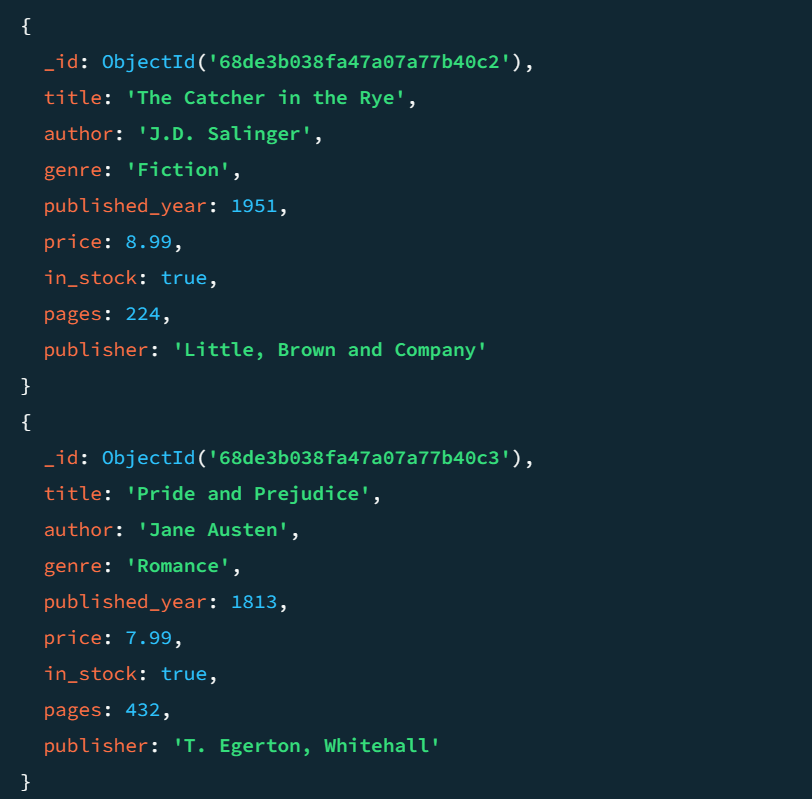 {
  _id: ObjectId('68de3b038fa47a07a77b40c2'),
  title: 'The Catcher in the Rye',
  author: 'J.D. Salinger',
  genre: 'Fiction',
  published_year: 1951,
  price: 8.99,
  in_stock: true,
  pages: 224,
  publisher: 'Little, Brown and Company'
}
{
  _id: ObjectId('68de3b038fa47a07a77b40c3'),
  title: 'Pride and Prejudice',
  author: 'Jane Austen',
  genre: 'Romance',
  published_year: 1813,
  price: 7.99,
  in_stock: true,
  pages: 432,
  publisher: 'T. Egerton, Whitehall'
}